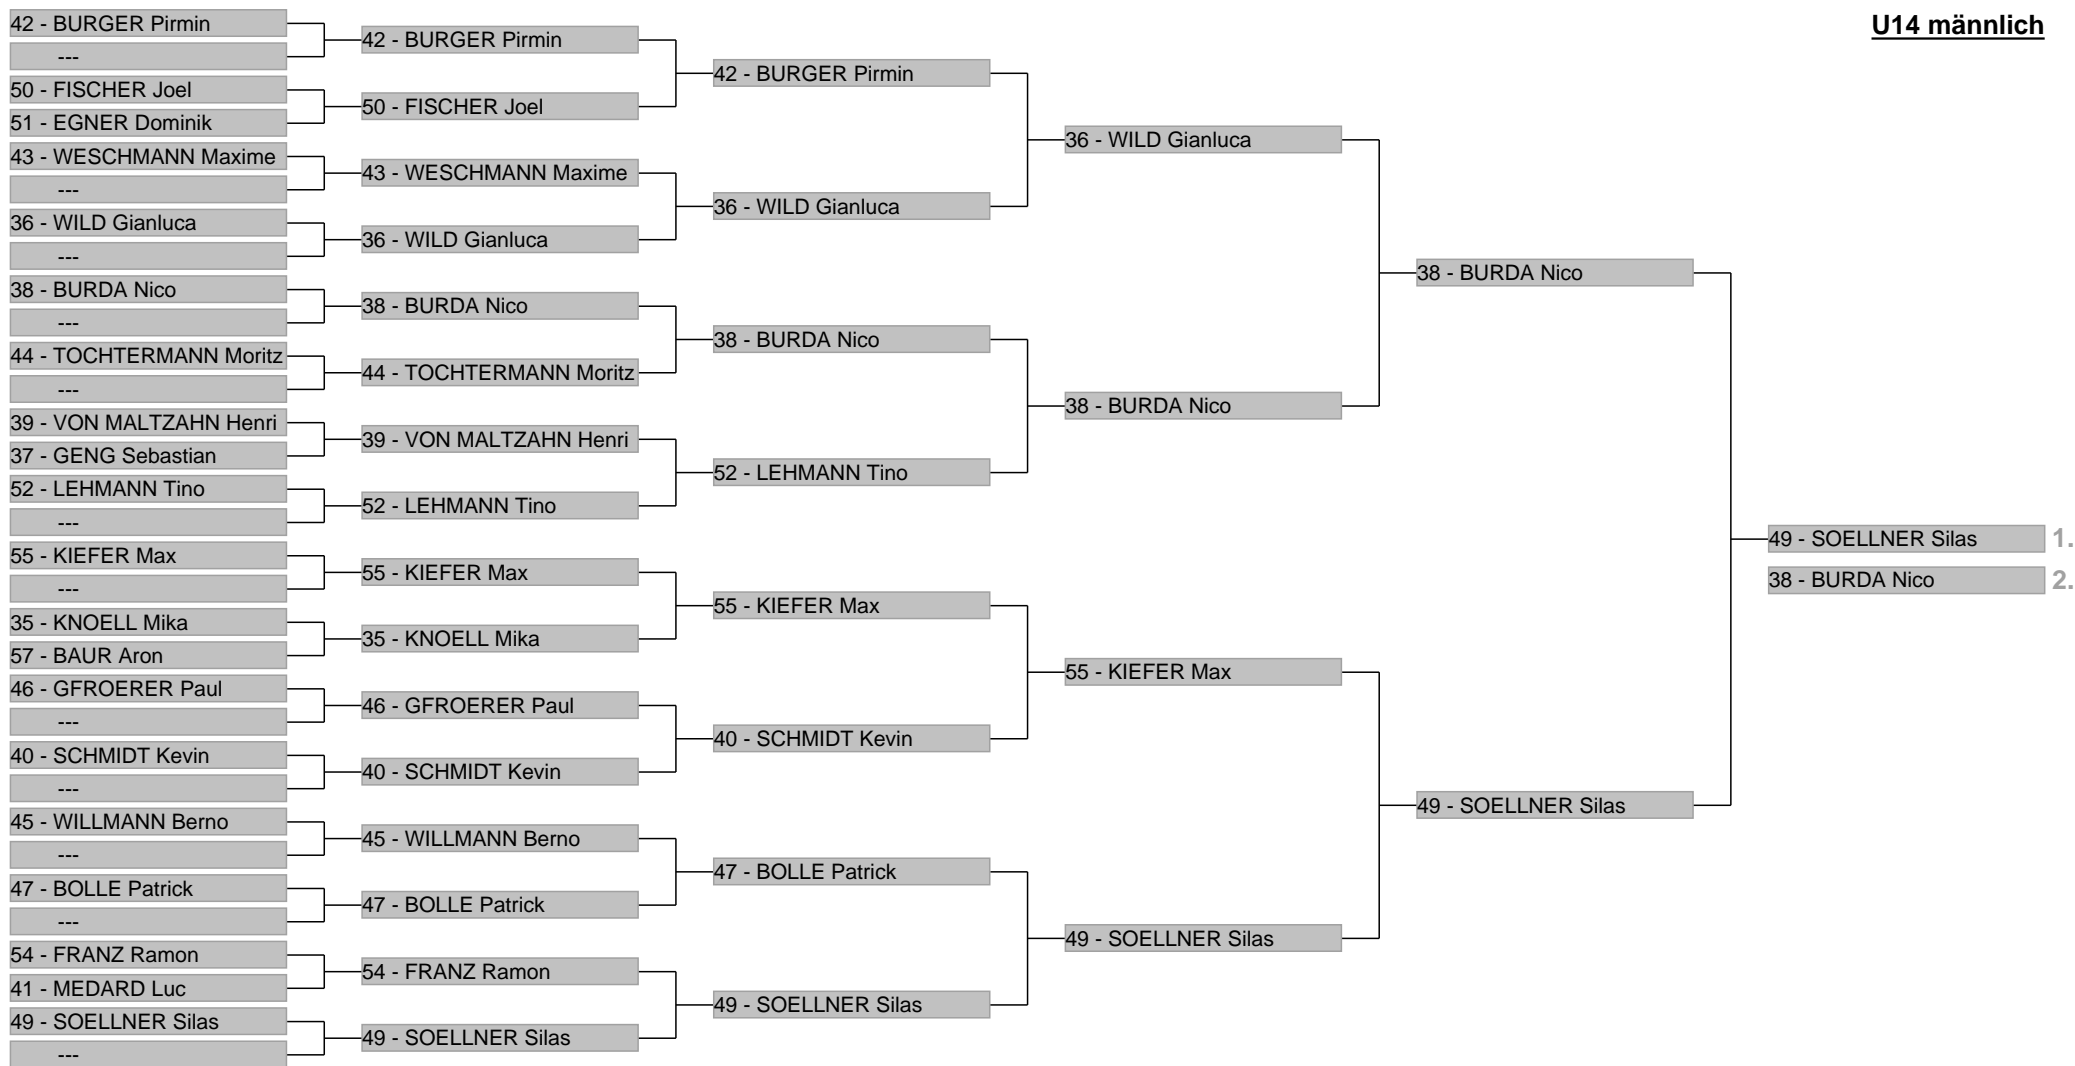 U14 männlich
42 - BURGER Pirmin
---
50 - FISCHER Joel
51 - EGNER Dominik
43 - WESCHMANN Maxime
---
36 - WILD Gianluca
---
38 - BURDA Nico
---
44 - TOCHTERMANN Moritz
---
39 - VON MALTZAHN Henri
37 - GENG Sebastian
52 - LEHMANN Tino
---
55 - KIEFER Max
---
35 - KNOELL Mika
57 - BAUR Aron
46 - GFROERER Paul
---
40 - SCHMIDT Kevin
---
45 - WILLMANN Berno
---
47 - BOLLE Patrick
---
54 - FRANZ Ramon
41 - MEDARD Luc
49 - SOELLNER Silas
---
42 - BURGER Pirmin
50 - FISCHER Joel
43 - WESCHMANN Maxime
36 - WILD Gianluca
38 - BURDA Nico
44 - TOCHTERMANN Moritz
39 - VON MALTZAHN Henri
52 - LEHMANN Tino
55 - KIEFER Max
35 - KNOELL Mika
46 - GFROERER Paul
40 - SCHMIDT Kevin
45 - WILLMANN Berno
47 - BOLLE Patrick
54 - FRANZ Ramon
49 - SOELLNER Silas
42 - BURGER Pirmin
36 - WILD Gianluca
38 - BURDA Nico
52 - LEHMANN Tino
55 - KIEFER Max
40 - SCHMIDT Kevin
47 - BOLLE Patrick
49 - SOELLNER Silas
36 - WILD Gianluca
38 - BURDA Nico
55 - KIEFER Max
49 - SOELLNER Silas
38 - BURDA Nico
49 - SOELLNER Silas
49 - SOELLNER Silas 1.
38 - BURDA Nico 2.